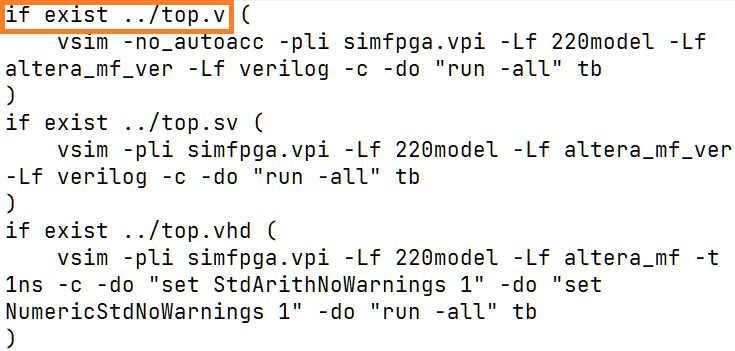 if exist ../top.v (
    vsim -no_autoacc -pli simfpga.vpi -Lf 220model -Lf
altera_mf_ver -Lf verilog -c -do "run -all" tb
)
if exist ../top.sv (
    vsim -pli simfpga.vpi -Lf 220model -Lf altera_mf_ver
-Lf verilog -c -do "run -all" tb
)
if exist ../top.vhd (
    vsim -pli simfpga.vpi -Lf 220model -Lf altera_mf -t
1ns -c -do "set StdArithNoWarnings 1" -do "set
NumericStdNoWarnings 1" -do "run -all" tb
)